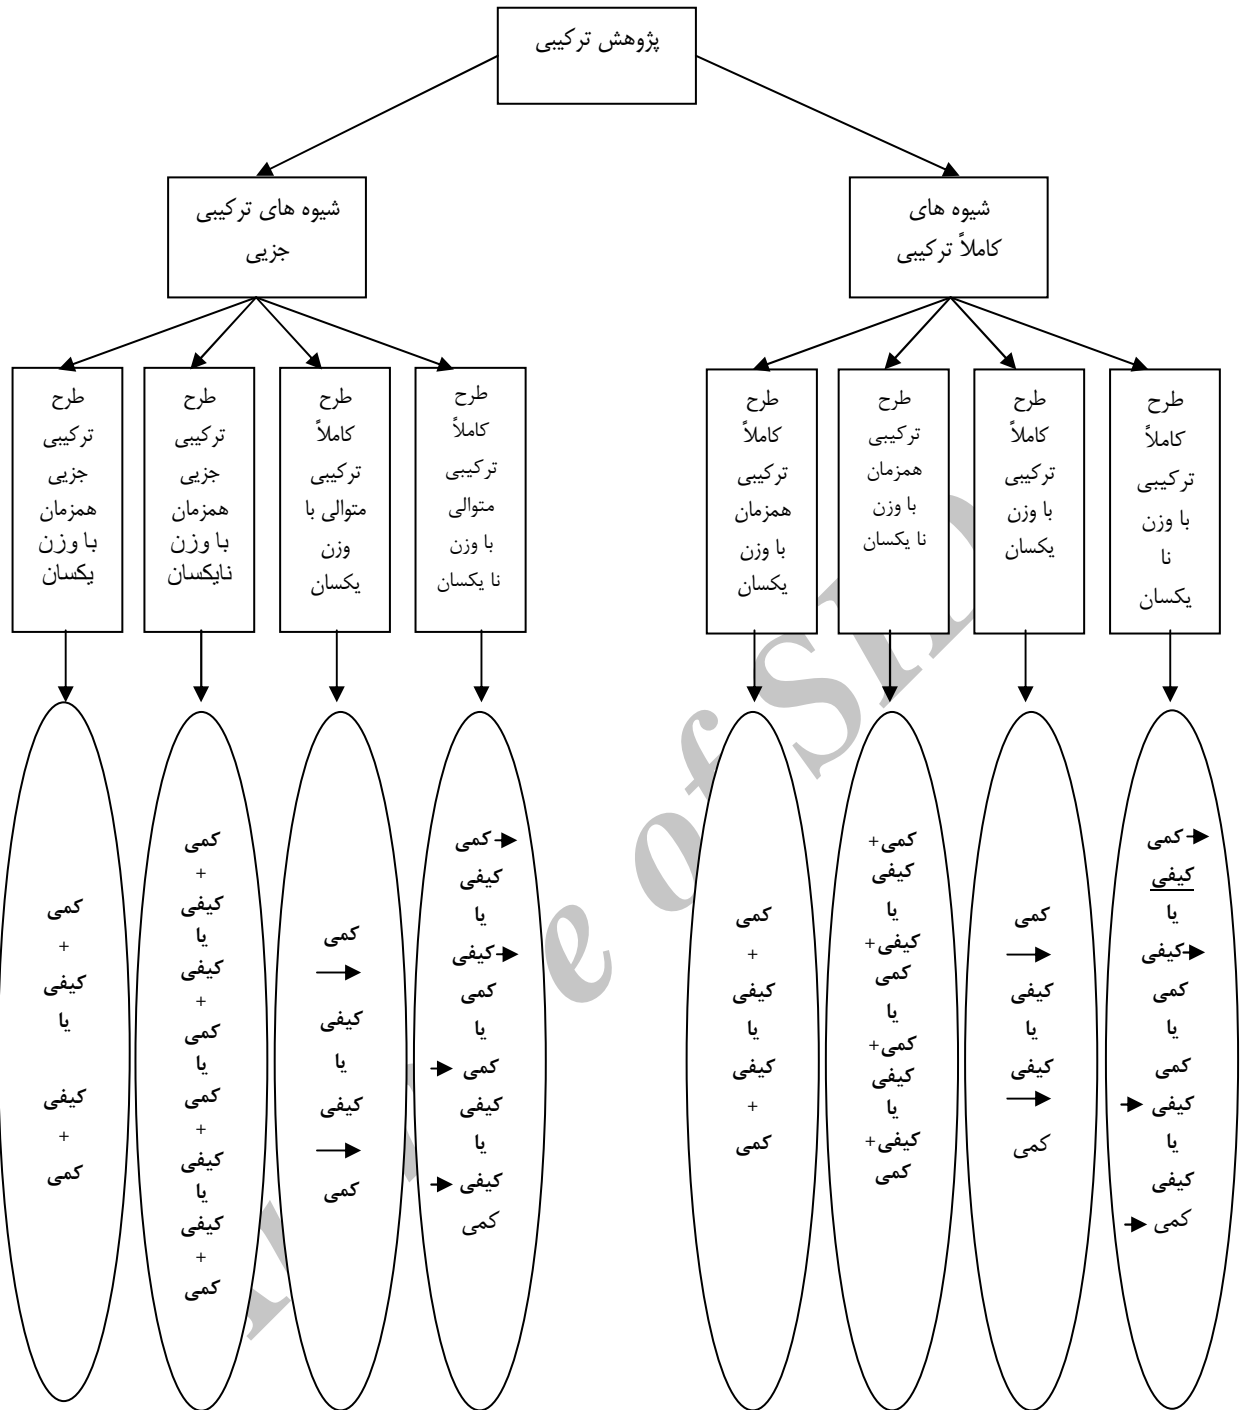 پژوهش ترکیبی
شیوه های
کاملاً ترکیبی
شیوه های ترکیبی
جزیی
طرح
کاملاً
ترکیبی
با وزن
نا
یکسان
طرح
کاملاً
ترکیبی
با وزن
یکسان
طرح
ترکیبی
همزمان
با وزن
نا یکسان
طرح
کاملاً
ترکیبی
همزمان
با وزن
یکسان
طرح
کاملاً
ترکیبی
متوالی
با وزن
نا یکسان
طرح
کاملاً
ترکیبی
متوالی با
وزن
یکسان
طرح
ترکیبی
جزیی
همزمان
با وزن
نایکسان
طرح
ترکیبی
جزیی
همزمان
با وزن
یکسان
کمی
کیفی
یا
کیفی
کمی
یا
کمی
کیفی
یا
کیفی
کمی
کمی
کیفی
یا
کیفی
کمی
کمی+
کیفی
یا
کیفی+
کمی
یا
کمی+
کیفی
یا
کیفی+
کمی
کمی
+
کیفی
یا
کیفی
+
کمی
کمی
کیفی
یا
کیفی
کمی
یا
کمی
کیفی
یا
کیفی
کمی
کمی
کیفی
یا
کیفی
کمی
کمی
+
کیفی
یا
کیفی
+
کمی
یا
کمی
+
کیفی
یا
کیفی
+
کمی
کمی
+
کیفی
یا
کیفی
+
کمی
e of SID